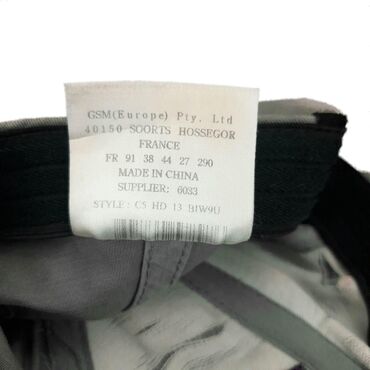 GSM(Europe) Pty. Ltd
40150 SOORTS HOSSEGOR
FRANCE
FR 91 38 44 27 290
MADE IN CHINA
SUPPLIER: 6033
STYLE: C5 HD 13 BIW9U